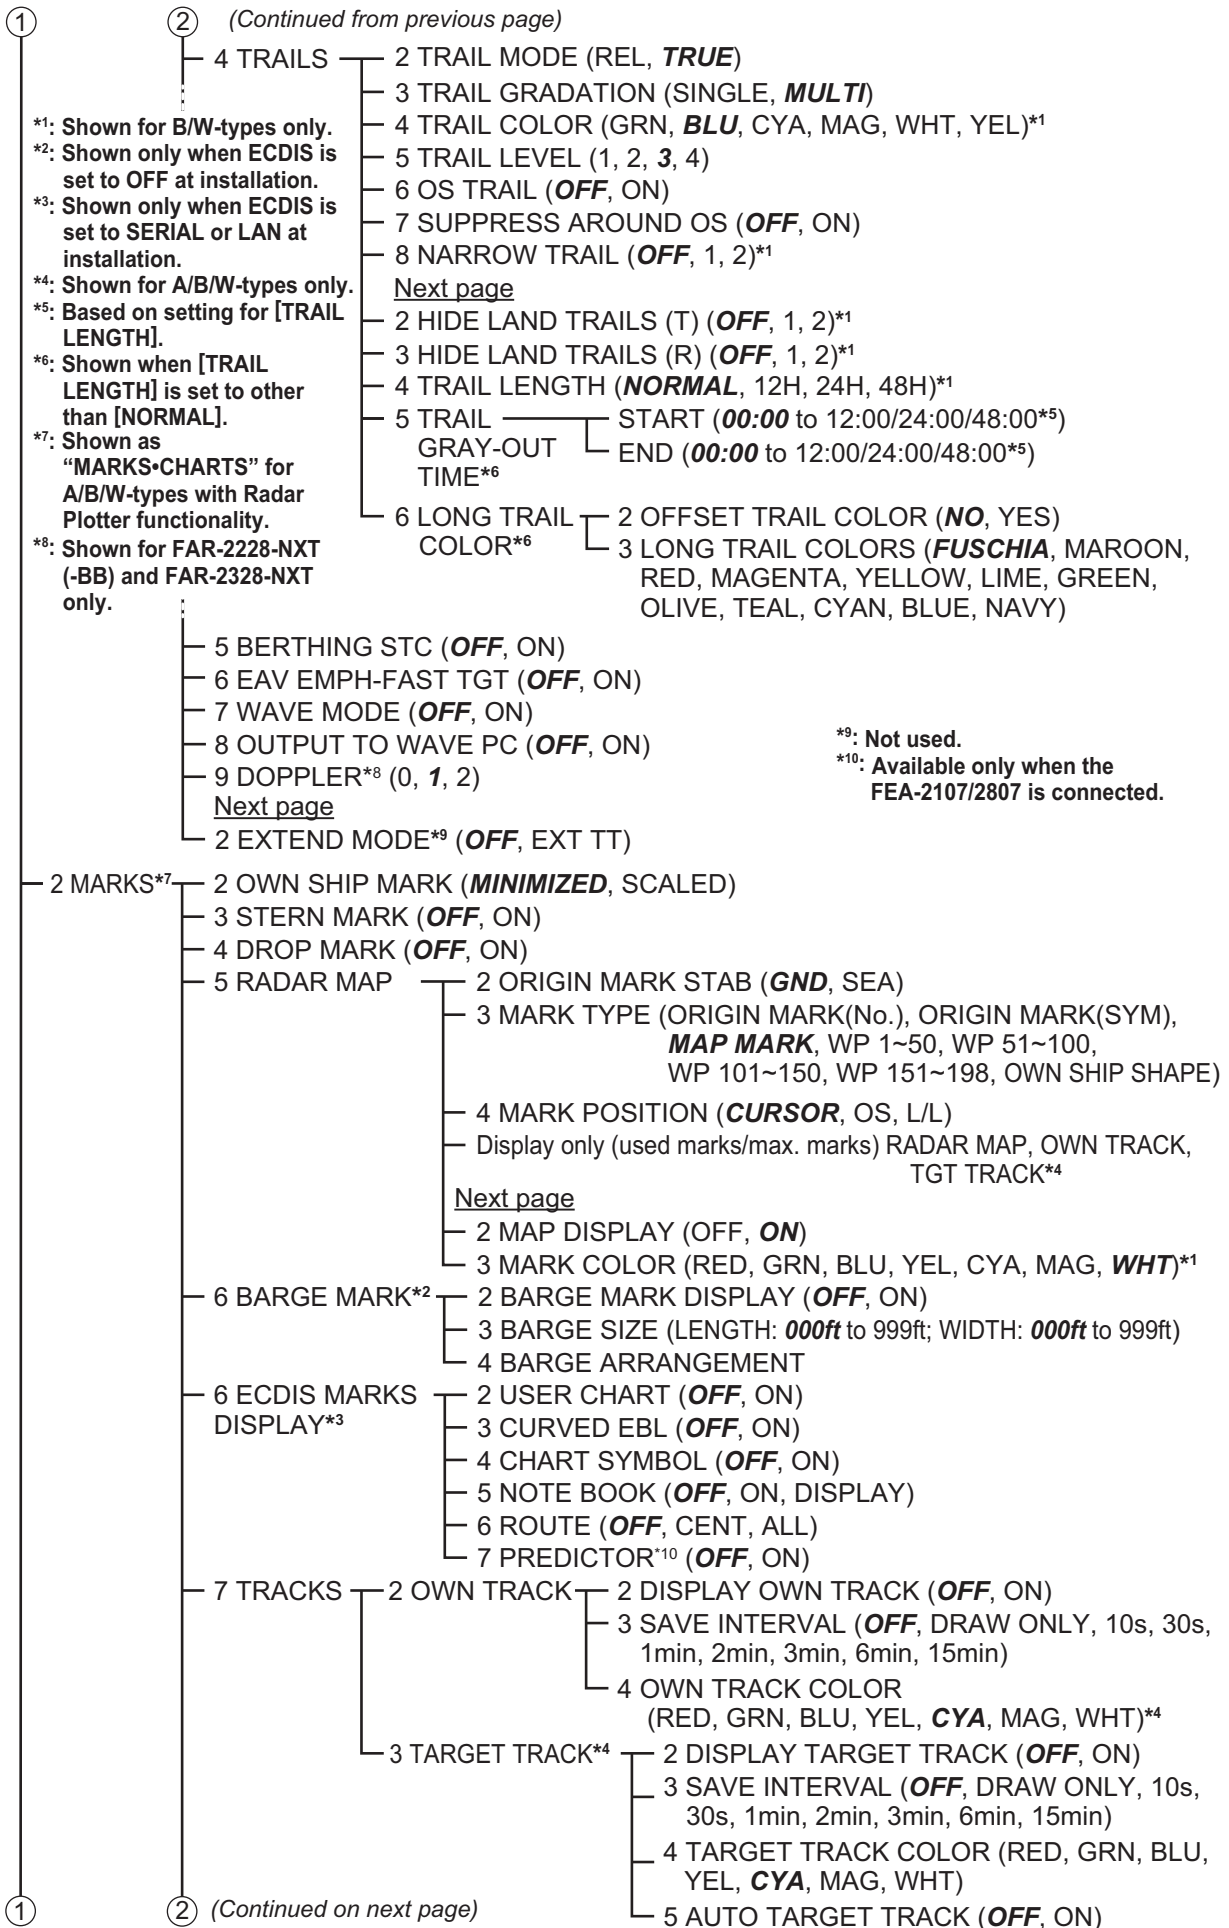 1 2 (Continued from previous page)
4 TRAILS
2 TRAIL MODE (REL, TRUE)
3 TRAIL GRADATION (SINGLE, MULTI)
4 TRAIL COLOR (GRN, BLU, CYA, MAG, WHT, YEL)*1
5 TRAIL LEVEL (1, 2, 3, 4)
6 OS TRAIL (OFF, ON)
7 SUPPRESS AROUND OS (OFF, ON)
8 NARROW TRAIL (OFF, 1, 2)*1
Next page
2 HIDE LAND TRAILS (T) (OFF, 1, 2)*1
3 HIDE LAND TRAILS (R) (OFF, 1, 2)*1
4 TRAIL LENGTH (NORMAL, 12H, 24H, 48H)*1
5 TRAIL
GRAY-OUT
TIME*6
START (00:00 to 12:00/24:00/48:00*5)
END (00:00 to 12:00/24:00/48:00*5)
6 LONG TRAIL
COLOR*6
2 OFFSET TRAIL COLOR (NO, YES)
3 LONG TRAIL COLORS (FUSCHIA, MAROON,
RED, MAGENTA, YELLOW, LIME, GREEN,
OLIVE, TEAL, CYAN, BLUE, NAVY)
*1: Shown for B/W-types only.
*2: Shown only when ECDIS is
set to OFF at installation.
*3: Shown only when ECDIS is
set to SERIAL or LAN at
installation.
*4: Shown for A/B/W-types only.
*5: Based on setting for [TRAIL
LENGTH].
*6: Shown when [TRAIL
LENGTH] is set to other
than [NORMAL].
*7: Shown as
“MARKS•CHARTS” for
A/B/W-types with Radar
Plotter functionality.
*8: Shown for FAR-2228-NXT
(-BB) and FAR-2328-NXT
only.
5 BERTHING STC (OFF, ON)
6 EAV EMPH-FAST TGT (OFF, ON)
7 WAVE MODE (OFF, ON)
8 OUTPUT TO WAVE PC (OFF, ON)
9 DOPPLER*8 (0, 1, 2)
Next page
2 EXTEND MODE*9 (OFF, EXT TT)
*9: Not used.
*10: Available only when the
FEA-2107/2807 is connected.
2 MARKS*7
2 OWN SHIP MARK (MINIMIZED, SCALED)
3 STERN MARK (OFF, ON)
4 DROP MARK (OFF, ON)
5 RADAR MAP
2 ORIGIN MARK STAB (GND, SEA)
3 MARK TYPE (ORIGIN MARK(No.), ORIGIN MARK(SYM),
MAP MARK, WP 1~50, WP 51~100,
WP 101~150, WP 151~198, OWN SHIP SHAPE)
4 MARK POSITION (CURSOR, OS, L/L)
Display only (used marks/max. marks) RADAR MAP, OWN TRACK,
TGT TRACK*4
Next page
2 MAP DISPLAY (OFF, ON)
3 MARK COLOR (RED, GRN, BLU, YEL, CYA, MAG, WHT)*1
6 BARGE MARK*2
2 BARGE MARK DISPLAY (OFF, ON)
3 BARGE SIZE (LENGTH: 000ft to 999ft; WIDTH: 000ft to 999ft)
4 BARGE ARRANGEMENT
6 ECDIS MARKS
DISPLAY*3
2 USER CHART (OFF, ON)
3 CURVED EBL (OFF, ON)
4 CHART SYMBOL (OFF, ON)
5 NOTE BOOK (OFF, ON, DISPLAY)
6 ROUTE (OFF, CENT, ALL)
7 PREDICTOR*10 (OFF, ON)
7 TRACKS
2 OWN TRACK
2 DISPLAY OWN TRACK (OFF, ON)
3 SAVE INTERVAL (OFF, DRAW ONLY, 10s, 30s,
1min, 2min, 3min, 6min, 15min)
4 OWN TRACK COLOR
(RED, GRN, BLU, YEL, CYA, MAG, WHT)*4
3 TARGET TRACK*4
2 DISPLAY TARGET TRACK (OFF, ON)
3 SAVE INTERVAL (OFF, DRAW ONLY, 10s,
30s, 1min, 2min, 3min, 6min, 15min)
4 TARGET TRACK COLOR (RED, GRN, BLU,
YEL, CYA, MAG, WHT)
5 AUTO TARGET TRACK (OFF, ON)
1 2 (Continued on next page)